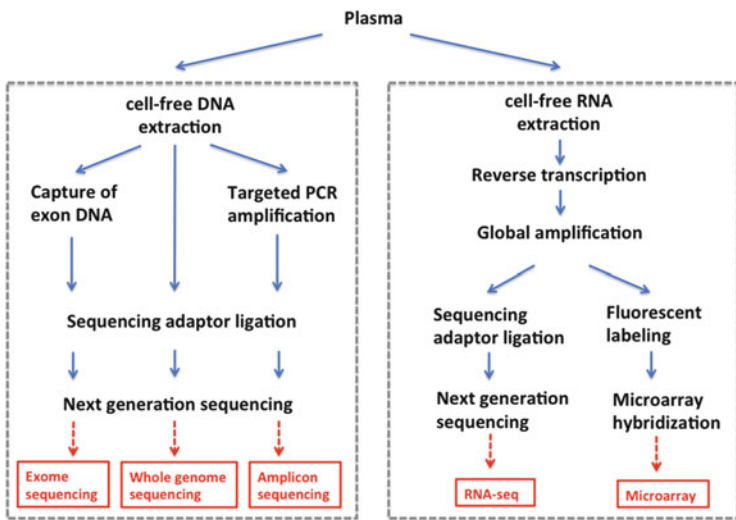 Plasma
cell-free DNA
extraction
Capture of
exon DNA
Targeted PCR
amplification
Sequencing adaptor ligation
Next generation sequencing
Exome
sequencing
Whole genome
sequencing
Amplicon
sequencing
cell-free RNA
extraction
Reverse transcription
Global amplification
Sequencing
adaptor ligation
Next generation
sequencing
RNA-seq
Fluorescent
labeling
Microarray
hybridization
Microarray